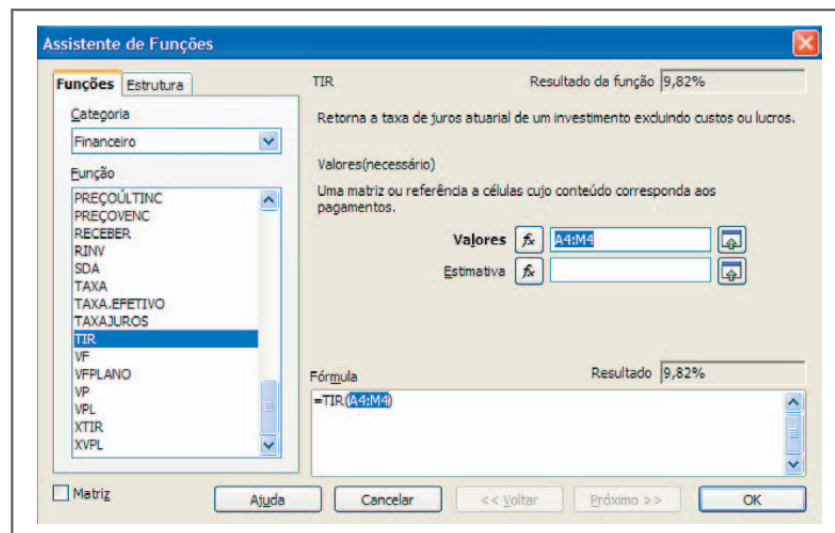 Assistente de Funções
Funções Estrutura
Categoria
Financeiro
Função
PREÇOÚLTINC
PREÇOVENC
RECEBER
RINV
SDA
TAXA
TAXA.EFETIVO
TAXAJUROS
TIR
VF
VFPLANO
VP
VPL
XTIR
XVPL
TIR Resultado da função 9,82%
Retorna a taxa de juros atuarial de um investimento excluindo custos ou lucros.
Valores(necessário)
Uma matriz ou referência a células cujo conteúdo corresponda aos
pagamentos.
Valores fx A4:M4
Estimativa fx
Fórmula Resultado 9,82%
=TIR(A4:M4)
Matriz Ajuda Cancelar << Voltar Próximo >> OK